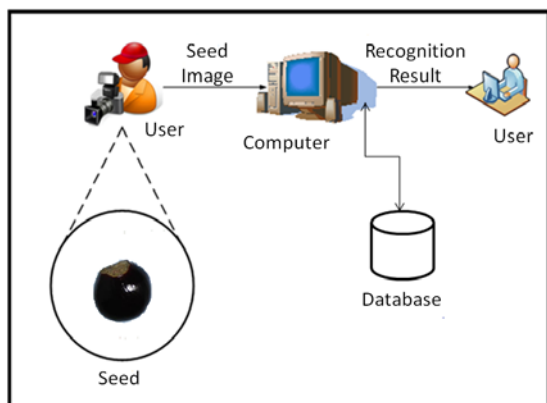 Seed
Image
Recognition
Result
User
Computer
User
Database
Seed